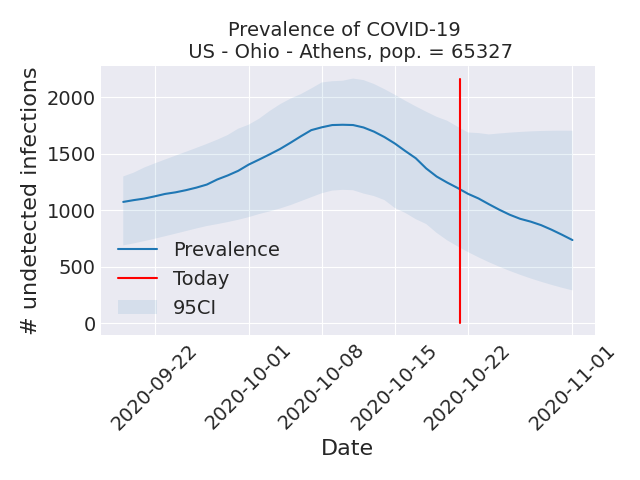 Prevalence of COVID-19
US - Ohio - Athens, pop. = 65327
# undetected infections
2000
1500
1000
500
0
Prevalence
Today
95CI
2020-09-22
2020-10-01
2020-10-08
2020-10-15
2020-10-22
2020-11-01
Date